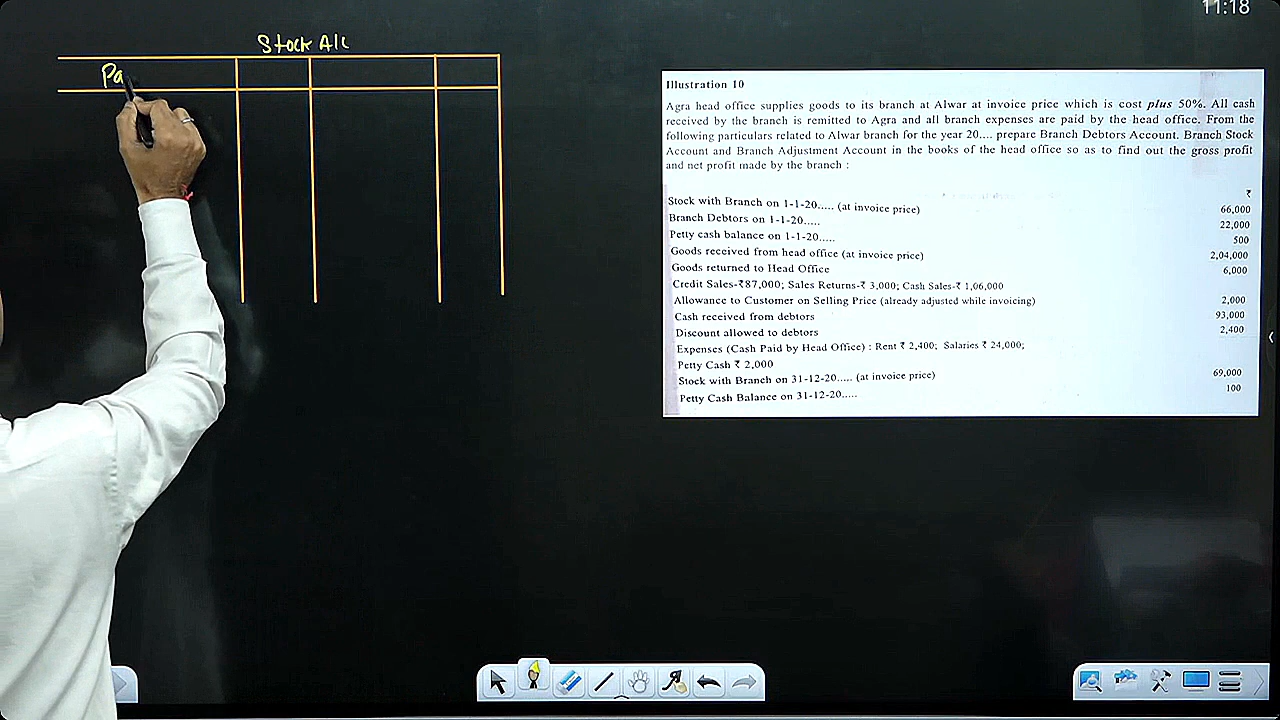 11:18
Stock A/c
Pa
Illustration 10
Agra head office supplies goods to its branch at Alwar at invoice price which is cost plus 50%. All cash
received by the branch is remitted to Agra and all branch expenses are paid by the head office. From the
following particulars related to Alwar branch for the year 20.... prepare Branch Debtors Account. Branch Stock
Account and Branch Adjustment Account in the books of the head office so as to find out the gross profit
and net profit made by the branch :
₹
Stock with Branch on 1-1-20..... (at invoice price) 66,000
Branch Debtors on 1-1-20..... 22,000
Petty cash balance on 1-1-20..... 500
Goods received from head office (at invoice price) 2,04,000
Goods returned to Head Office 6,000
Credit Sales-₹87,000; Sales Returns-₹ 3,000; Cash Sales-₹ 1,06,000
Allowance to Customer on Selling Price (already adjusted while invoicing) 2,000
Cash received from debtors 93,000
Discount allowed to debtors 2,400
Expenses (Cash Paid by Head Office) : Rent ₹ 2,400; Salaries ₹ 24,000;
Petty Cash ₹ 2,000
Stock with Branch on 31-12-20..... (at invoice price) 69,000
Petty Cash Balance on 31-12-20..... 100